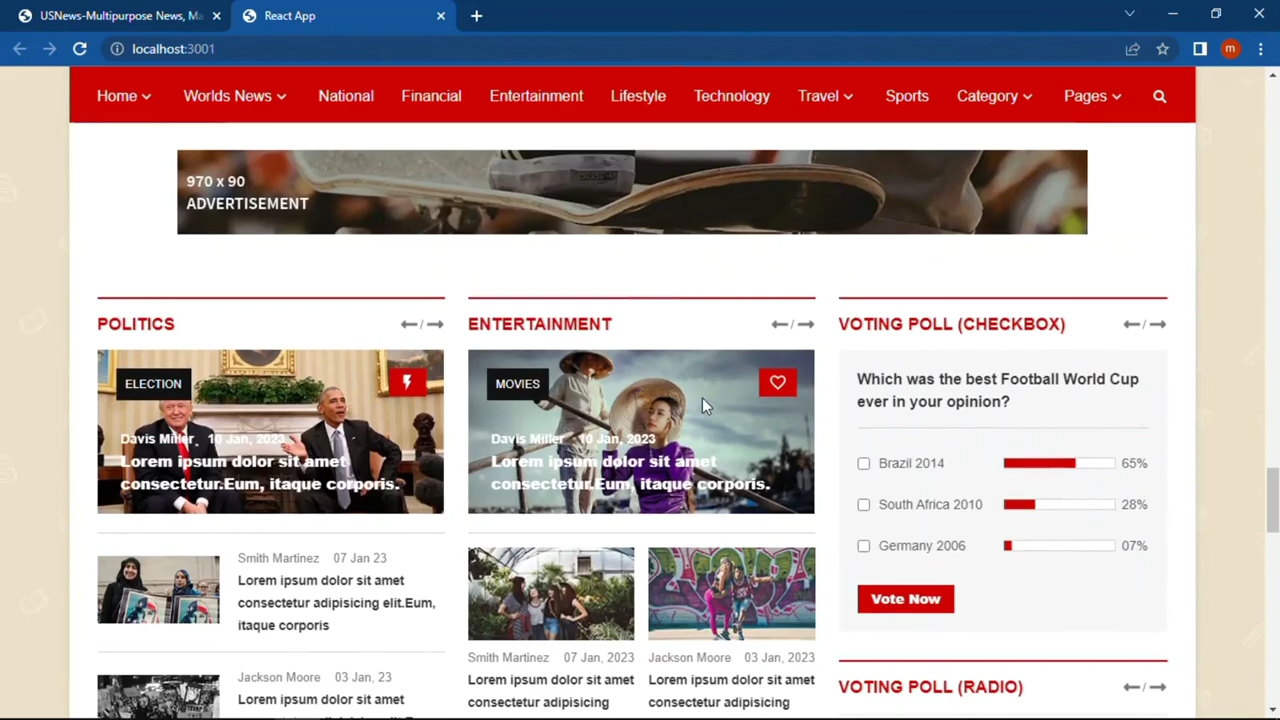 USNews-Multipurpose News, Ma
React App
localhost:3001
m
Home
Worlds News
National
Financial
Entertainment
Lifestyle
Technology
Travel
Sports
Category
Pages
970 x 90
ADVERTISEMENT
POLITICS
/
ELECTION
Davis Miller 10 Jan, 2023
Lorem ipsum dolor sit amet
consectetur.Eum, itaque corporis.
Smith Martinez 07 Jan 23
Lorem ipsum dolor sit amet
consectetur adipisicing elit.Eum,
itaque corporis
Jackson Moore 03 Jan, 23
Lorem ipsum dolor sit amet
ENTERTAINMENT
/
MOVIES
Davis Miller 10 Jan, 2023
Lorem ipsum dolor sit amet
consectetur.Eum, itaque corporis.
Smith Martinez 07 Jan, 2023
Lorem ipsum dolor sit amet
consectetur adipisicing
Jackson Moore 03 Jan, 2023
Lorem ipsum dolor sit amet
consectetur adipisicing
VOTING POLL (CHECKBOX)
/
Which was the best Football World Cup
ever in your opinion?
Brazil 2014 65%
South Africa 2010 28%
Germany 2006 07%
Vote Now
VOTING POLL (RADIO)
/